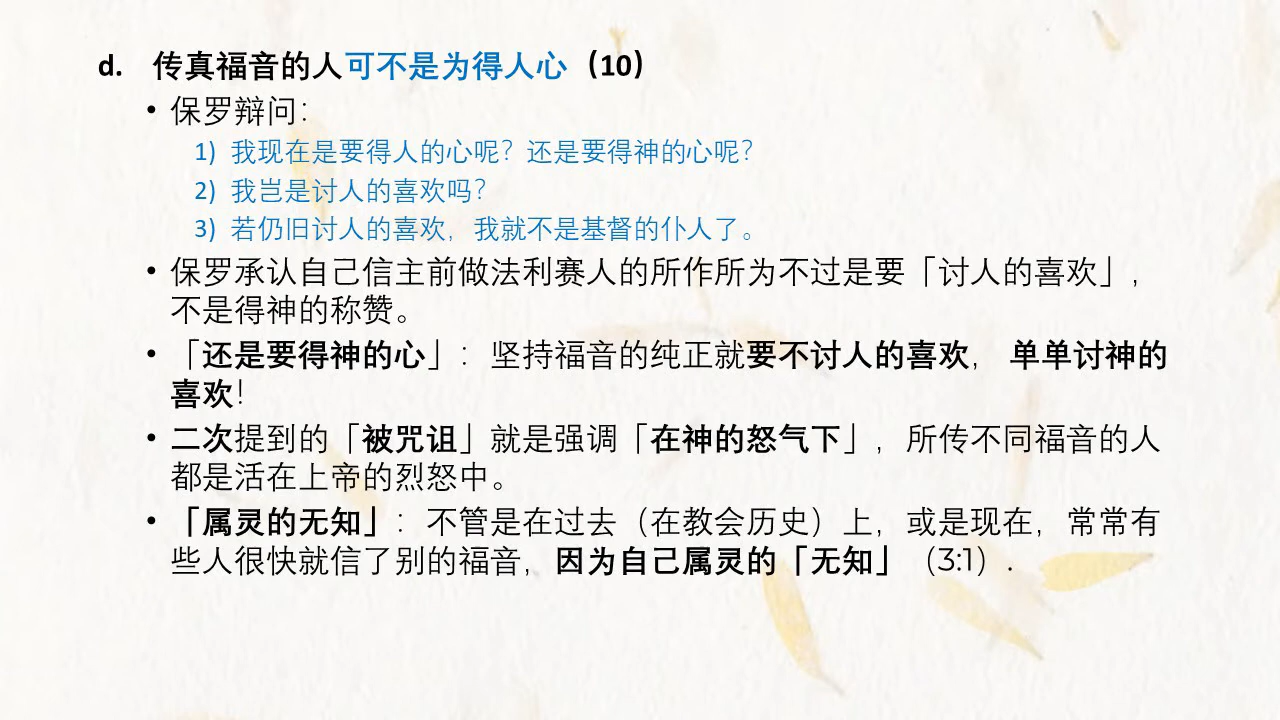 d. 传真福音的人可不是为得人心（10）
• 保罗辩问：
1) 我现在是要得人的心呢？还是要得神的心呢？
2) 我岂是讨人的喜欢吗？
3) 若仍旧讨人的喜欢，我就不是基督的仆人了。
• 保罗承认自己信主前做法利赛人的所作所为不过是要「讨人的喜欢」，
不是得神的称赞。
• 「还是要得神的心」：坚持福音的纯正就要不讨人的喜欢， 单单讨神的
喜欢！
• 二次提到的「被咒诅」就是强调「在神的怒气下」，所传不同福音的人
都是活在上帝的烈怒中。
• 「属灵的无知」：不管是在过去（在教会历史）上，或是现在，常常有
些人很快就信了别的福音，因为自己属灵的「无知」（3:1）.